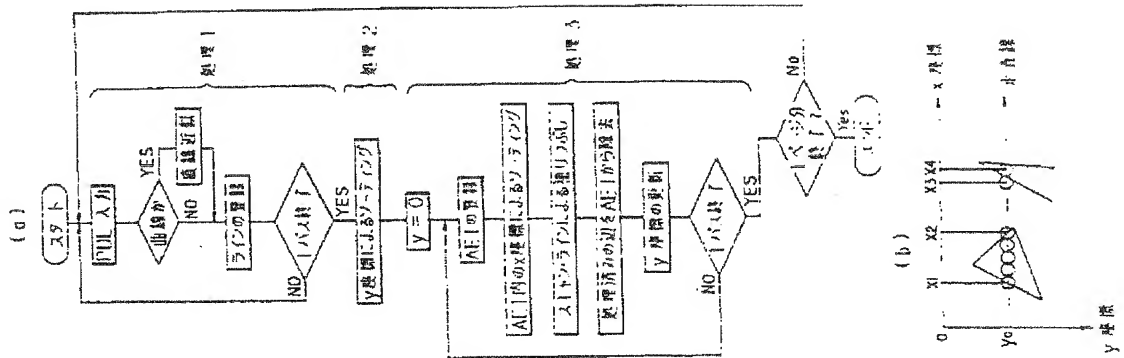 (a)
スタート
PDL入力
曲線か
YES
直線近似
NO
ラインの登録
1パス終了
NO
YES
処理1
y座標によるソーティング
処理2
y=0
AETの登録
AET内のx座標によるソーティング
スキャンラインによる塗りつぶし
処理済みの辺をAETから除去
y座標の更新
1パス終了
NO
YES
処理3
1ページ分
終了?
No
Yes
エンド
(b)
0
X1
X2
X3
X4
x座標
Y0
y座標